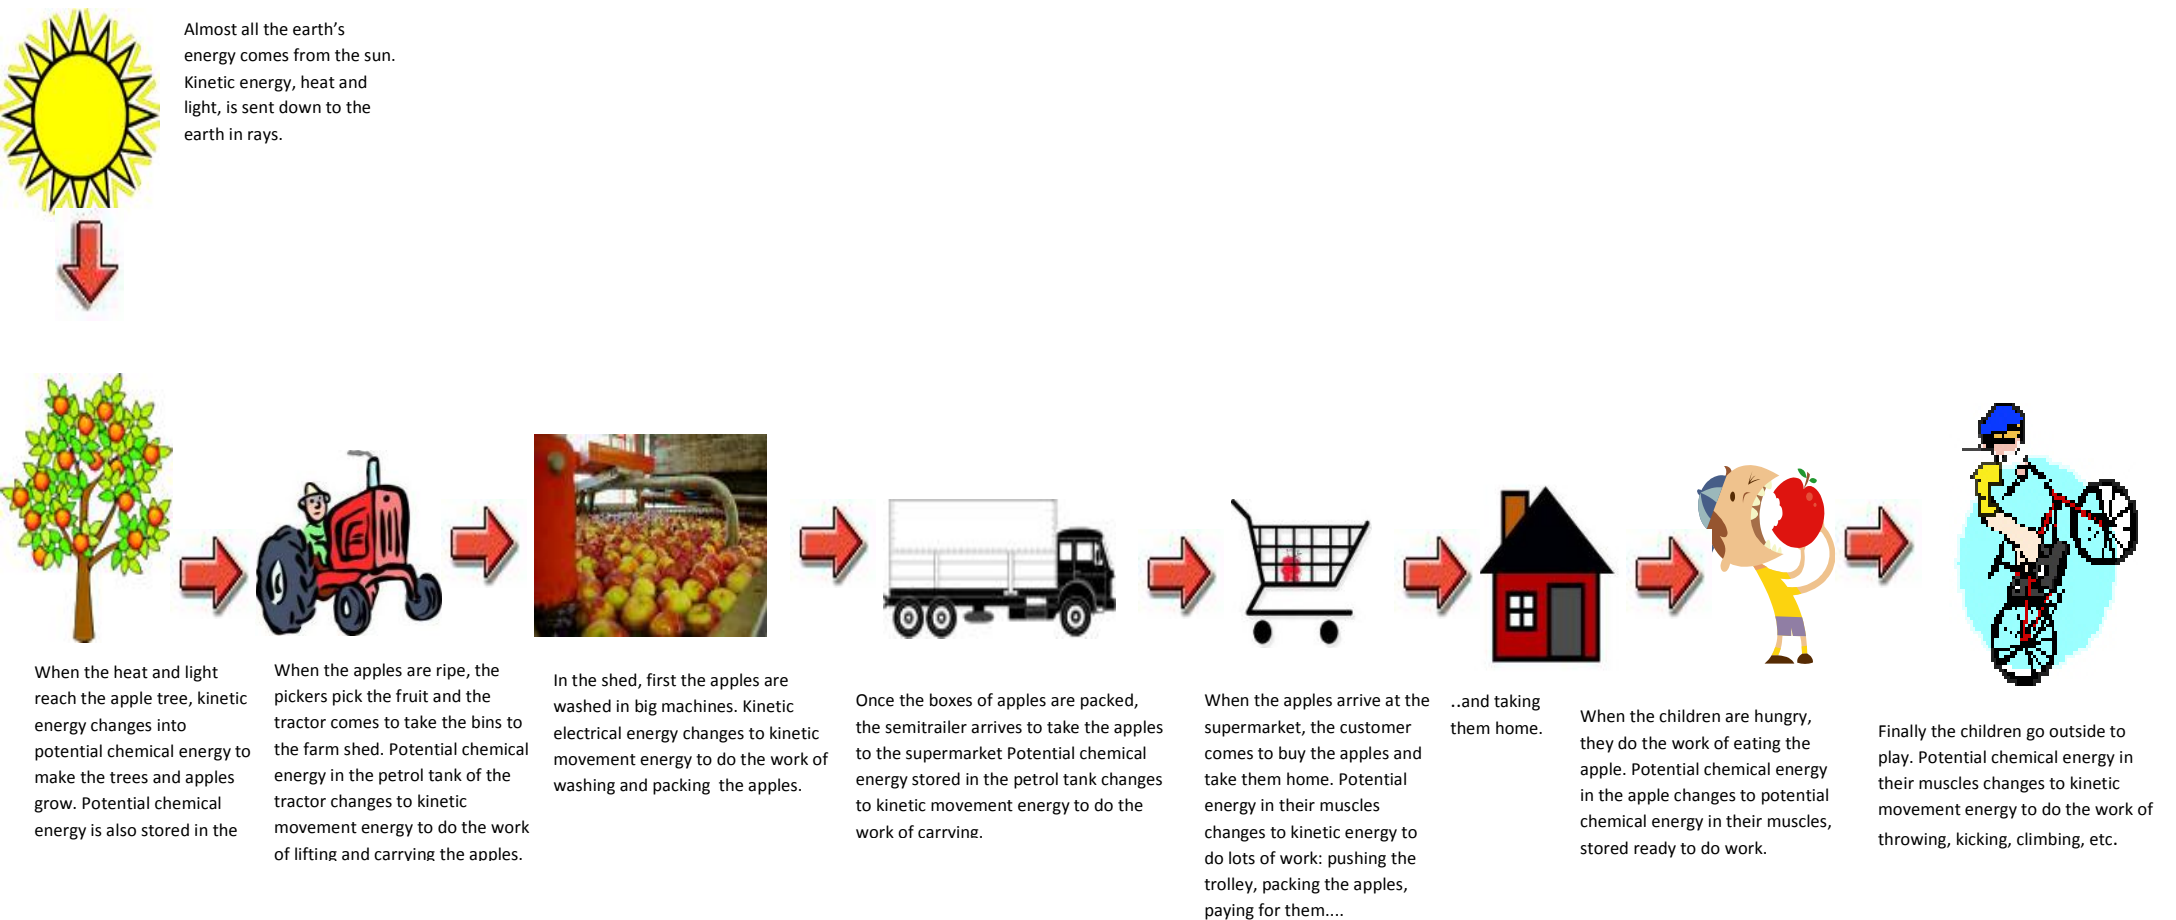 Almost all the earth's
energy comes from the sun.
Kinetic energy, heat and
light, is sent down to the
earth in rays.
When the heat and light
reach the apple tree, kinetic
energy changes into
potential chemical energy to
make the trees and apples
grow. Potential chemical
energy is also stored in the
When the apples are ripe, the
pickers pick the fruit and the
tractor comes to take the bins to
the farm shed. Potential chemical
energy in the petrol tank of the
tractor changes to kinetic
movement energy to do the work
of lifting and carrying the apples.
In the shed, first the apples are
washed in big machines. Kinetic
electrical energy changes to kinetic
movement energy to do the work of
washing and packing  the apples.
Once the boxes of apples are packed,
the semitrailer arrives to take the apples
to the supermarket Potential chemical
energy stored in the petrol tank changes
to kinetic movement energy to do the
work of carrying.
When the apples arrive at the
supermarket, the customer
comes to buy the apples and
take them home. Potential
energy in their muscles
changes to kinetic energy to
do lots of work: pushing the
trolley, packing the apples,
paying for them....
..and taking
them home.
When the children are hungry,
they do the work of eating the
apple. Potential chemical energy
in the apple changes to potential
chemical energy in their muscles,
stored ready to do work.
Finally the children go outside to
play. Potential chemical energy in
their muscles changes to kinetic
movement energy to do the work of
throwing, kicking, climbing, etc.